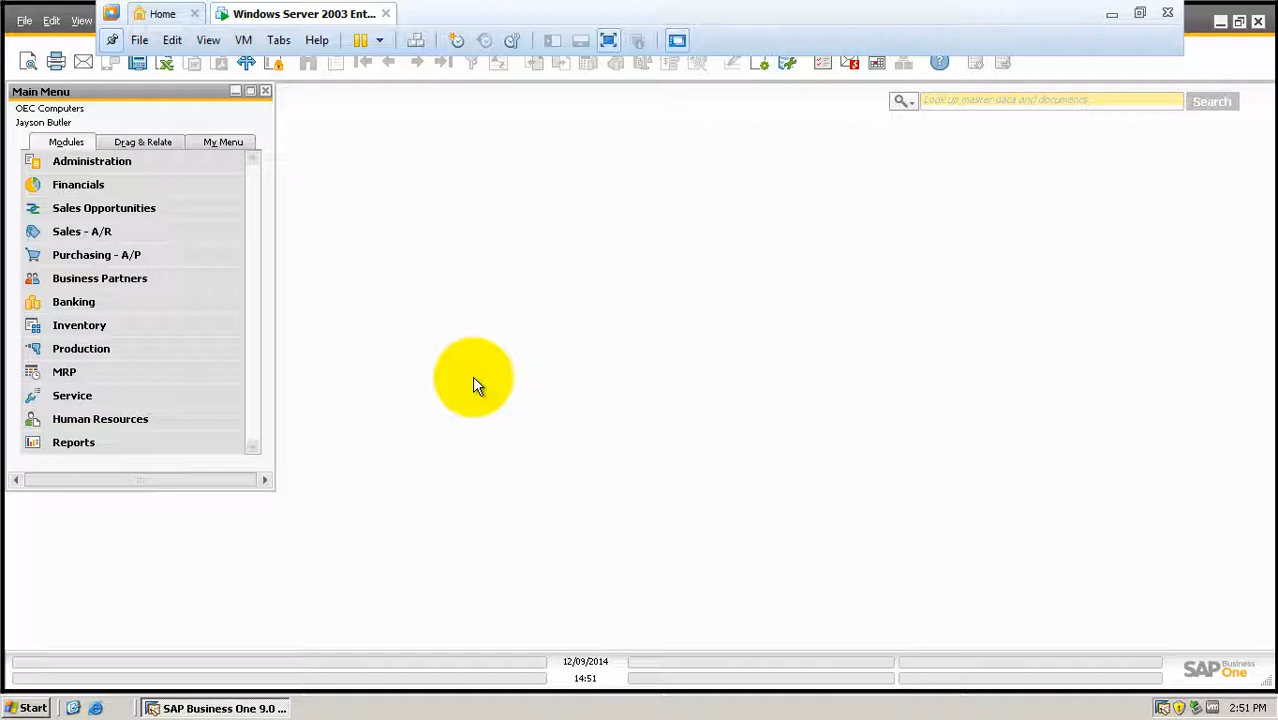 Home
Windows Server 2003 Ent...
File Edit View
File Edit View VM Tabs Help
Main Menu
OEC Computers
Jayson Butler
Look up master data and documents
Search
Modules Drag & Relate My Menu
Administration
Financials
Sales Opportunities
Sales - A/R
Purchasing - A/P
Business Partners
Banking
Inventory
Production
MRP
Service
Human Resources
Reports
12/09/2014
14:51
SAP Business One
Start
SAP Business One 9.0 ...
2:51 PM